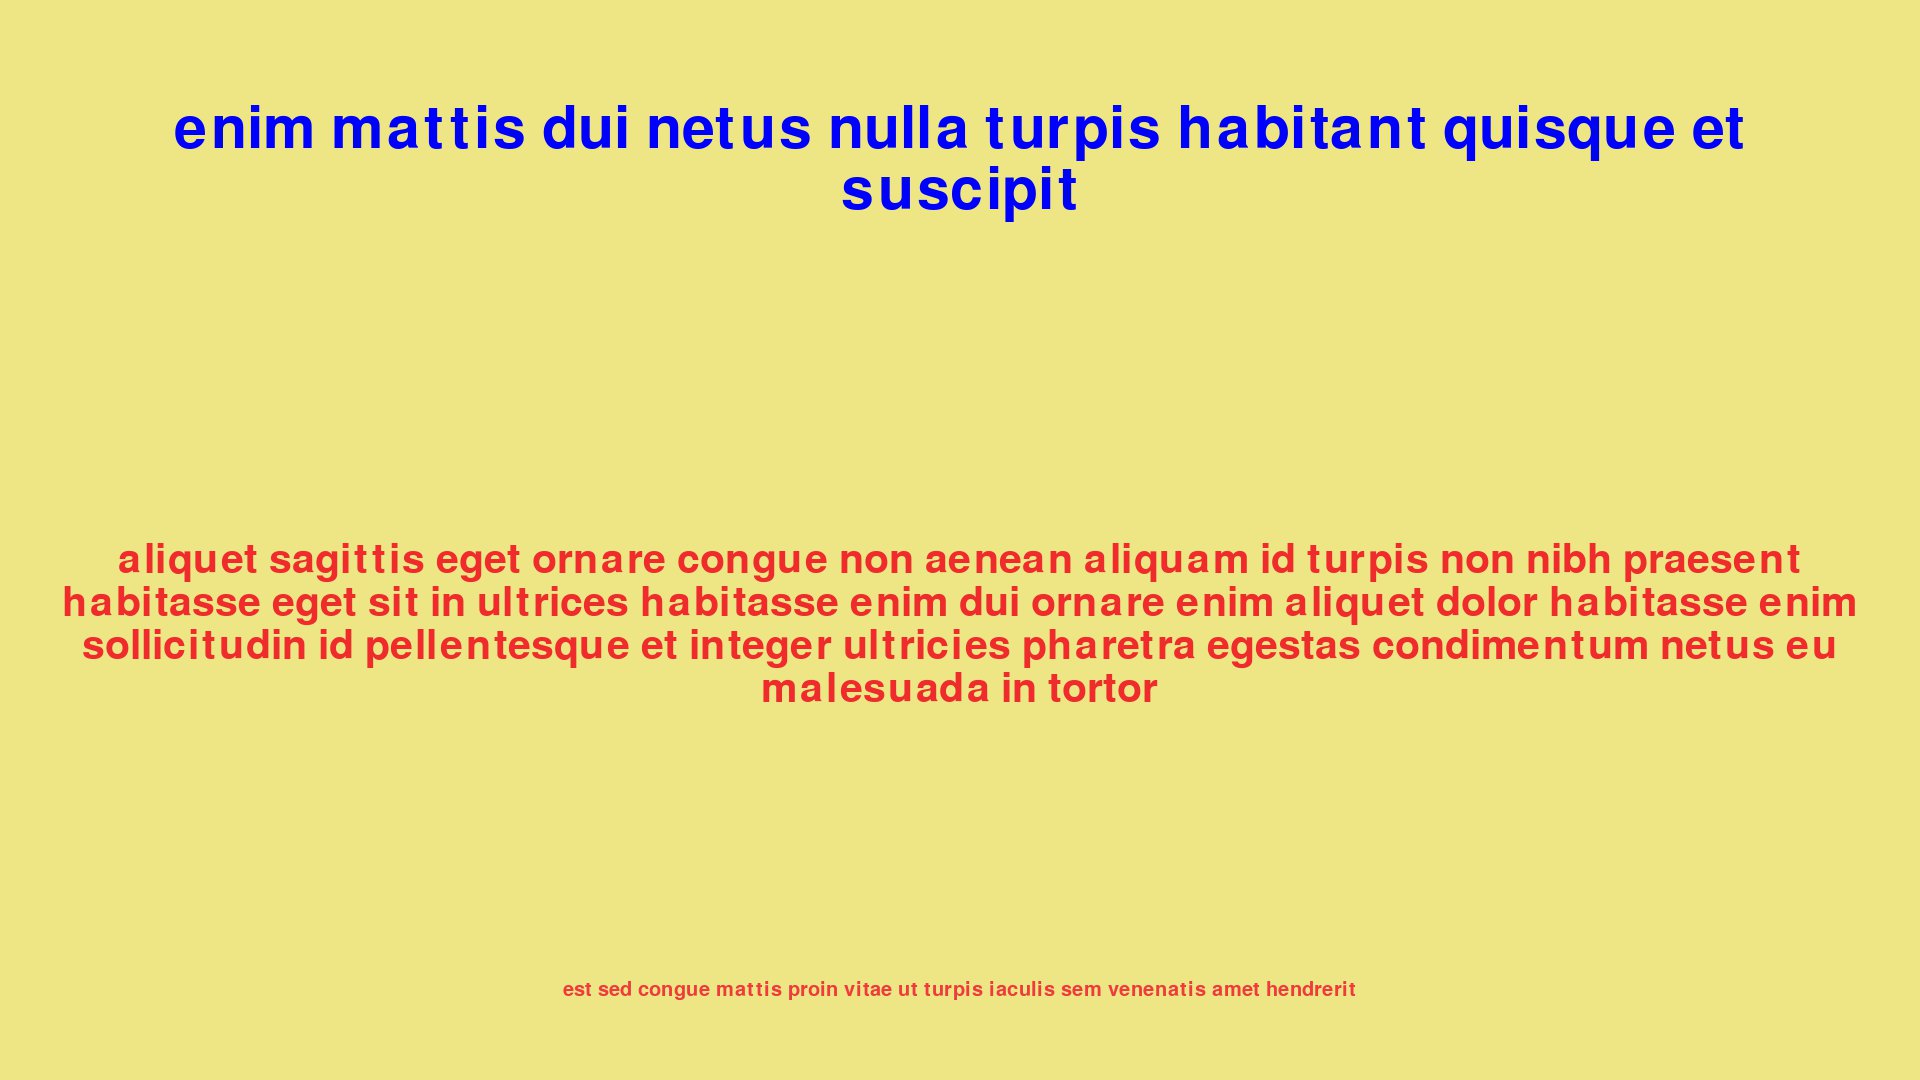 enim mattis dui netus nulla turpis habitant quisque et
suscipit
aliquet sagittis eget ornare congue non aenean aliquam id turpis non nibh praesent
habitasse eget sit in ultrices habitasse enim dui ornare enim aliquet dolor habitasse enim
sollicitudin id pellentesque et integer ultricies pharetra egestas condimentum netus eu
malesuada in tortor
est sed congue mattis proin vitae ut turpis iaculis sem venenatis amet hendrerit